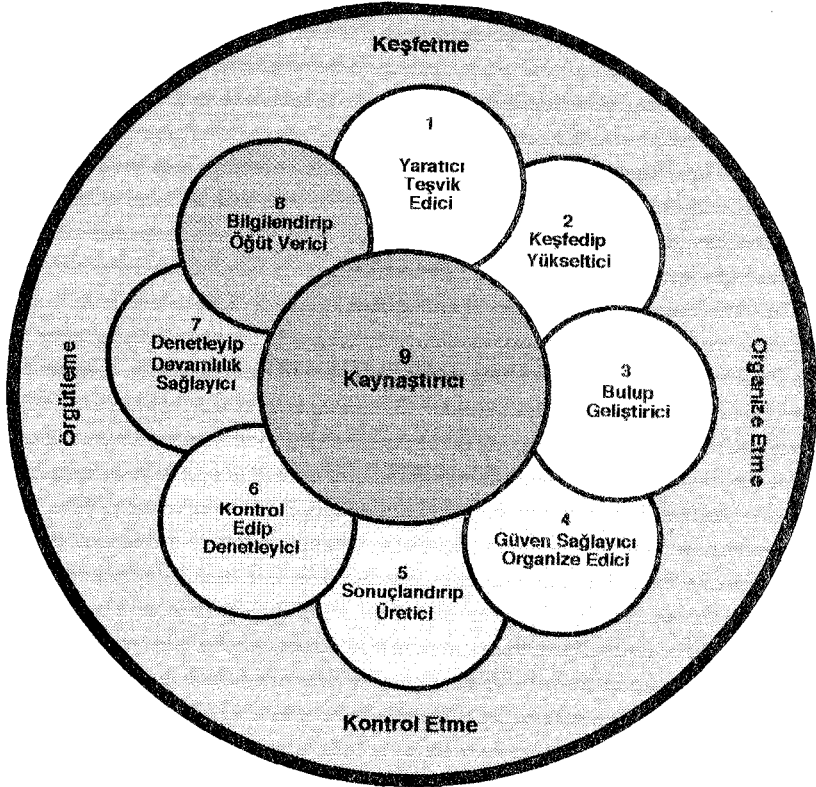 Keşfetme
1
Yaratıcı
Teşvik
Edici
2
Keşfedip
Yükseltici
3
Bulup
Geliştirici
4
Güven Sağlayıcı
Organize Edici
5
Sonuçlandırıp
Üretici
6
Kontrol
Edip
Denetleyici
7
Denetleyip
Devamlılık
Sağlayıcı
8
Bilgilendirip
Öğüt Verici
9
Kaynaştırıcı
Organize Etme
Kontrol Etme
Örgütleme